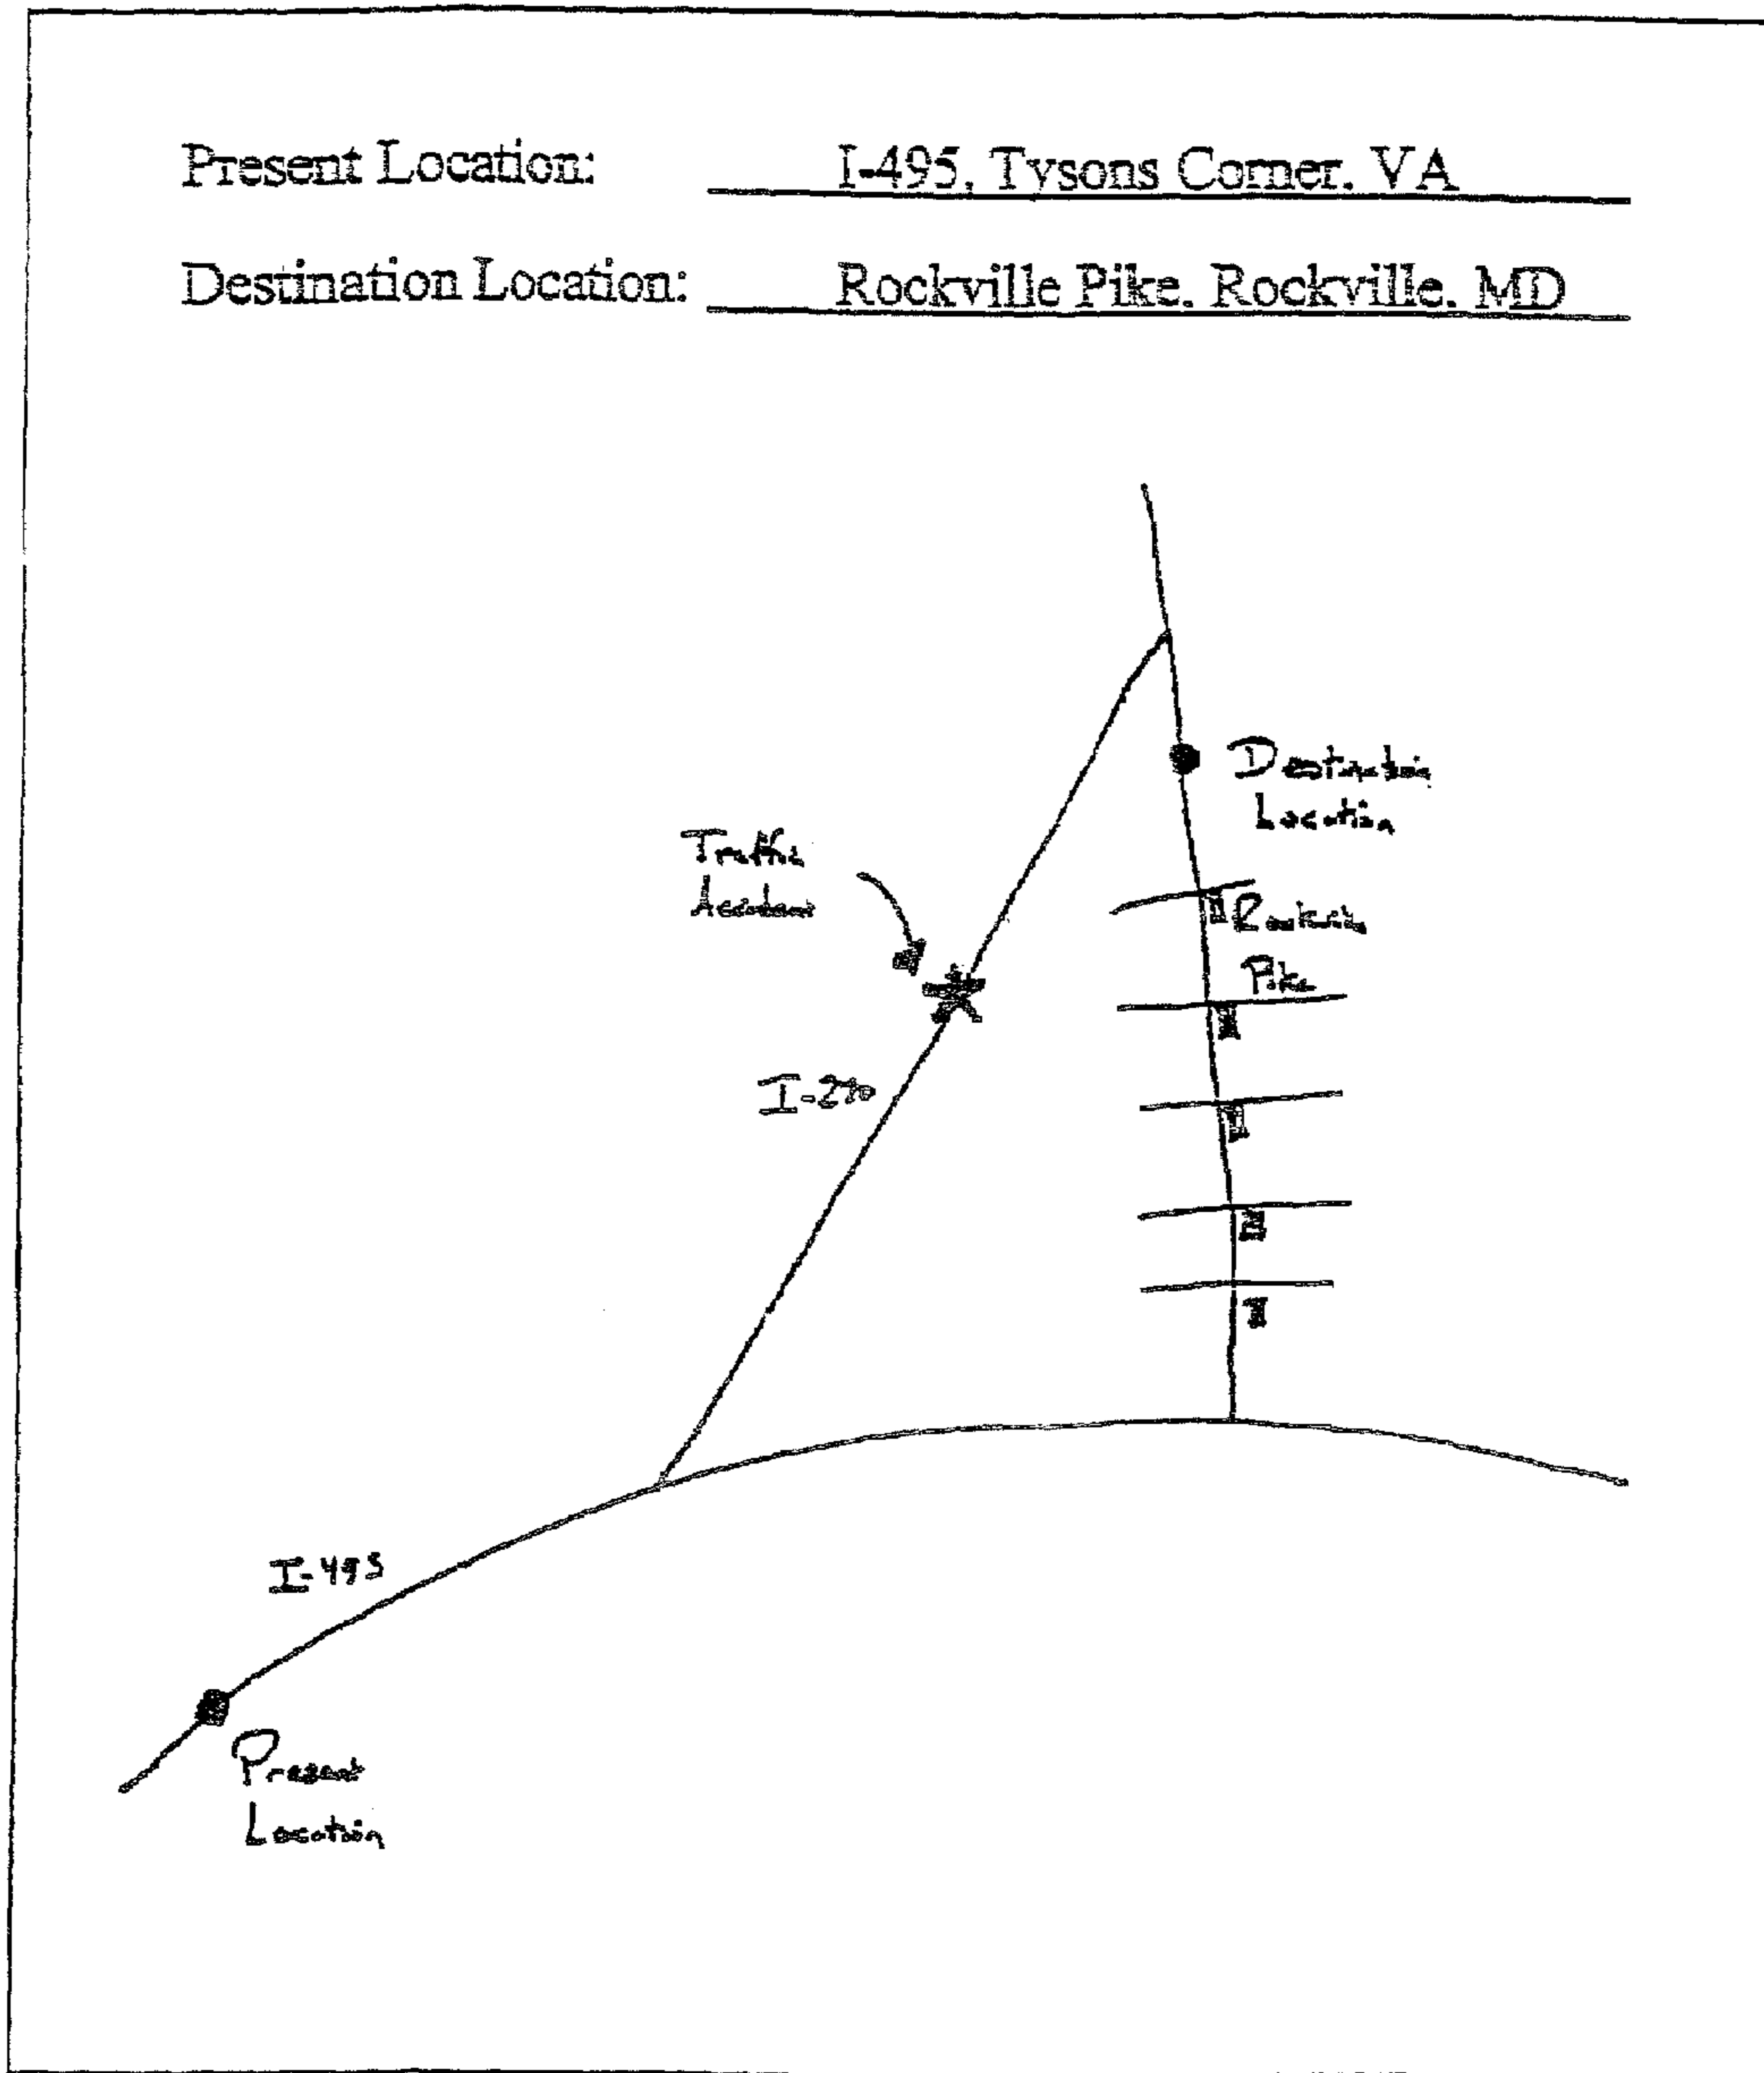 Present Location: I-495, Tysons Corner, VA
Destination Location: Rockville Pike, Rockville, MD
Destination
Location
Traffic
Accident
Rockville
Pike
I-270
I-495
Present
Location